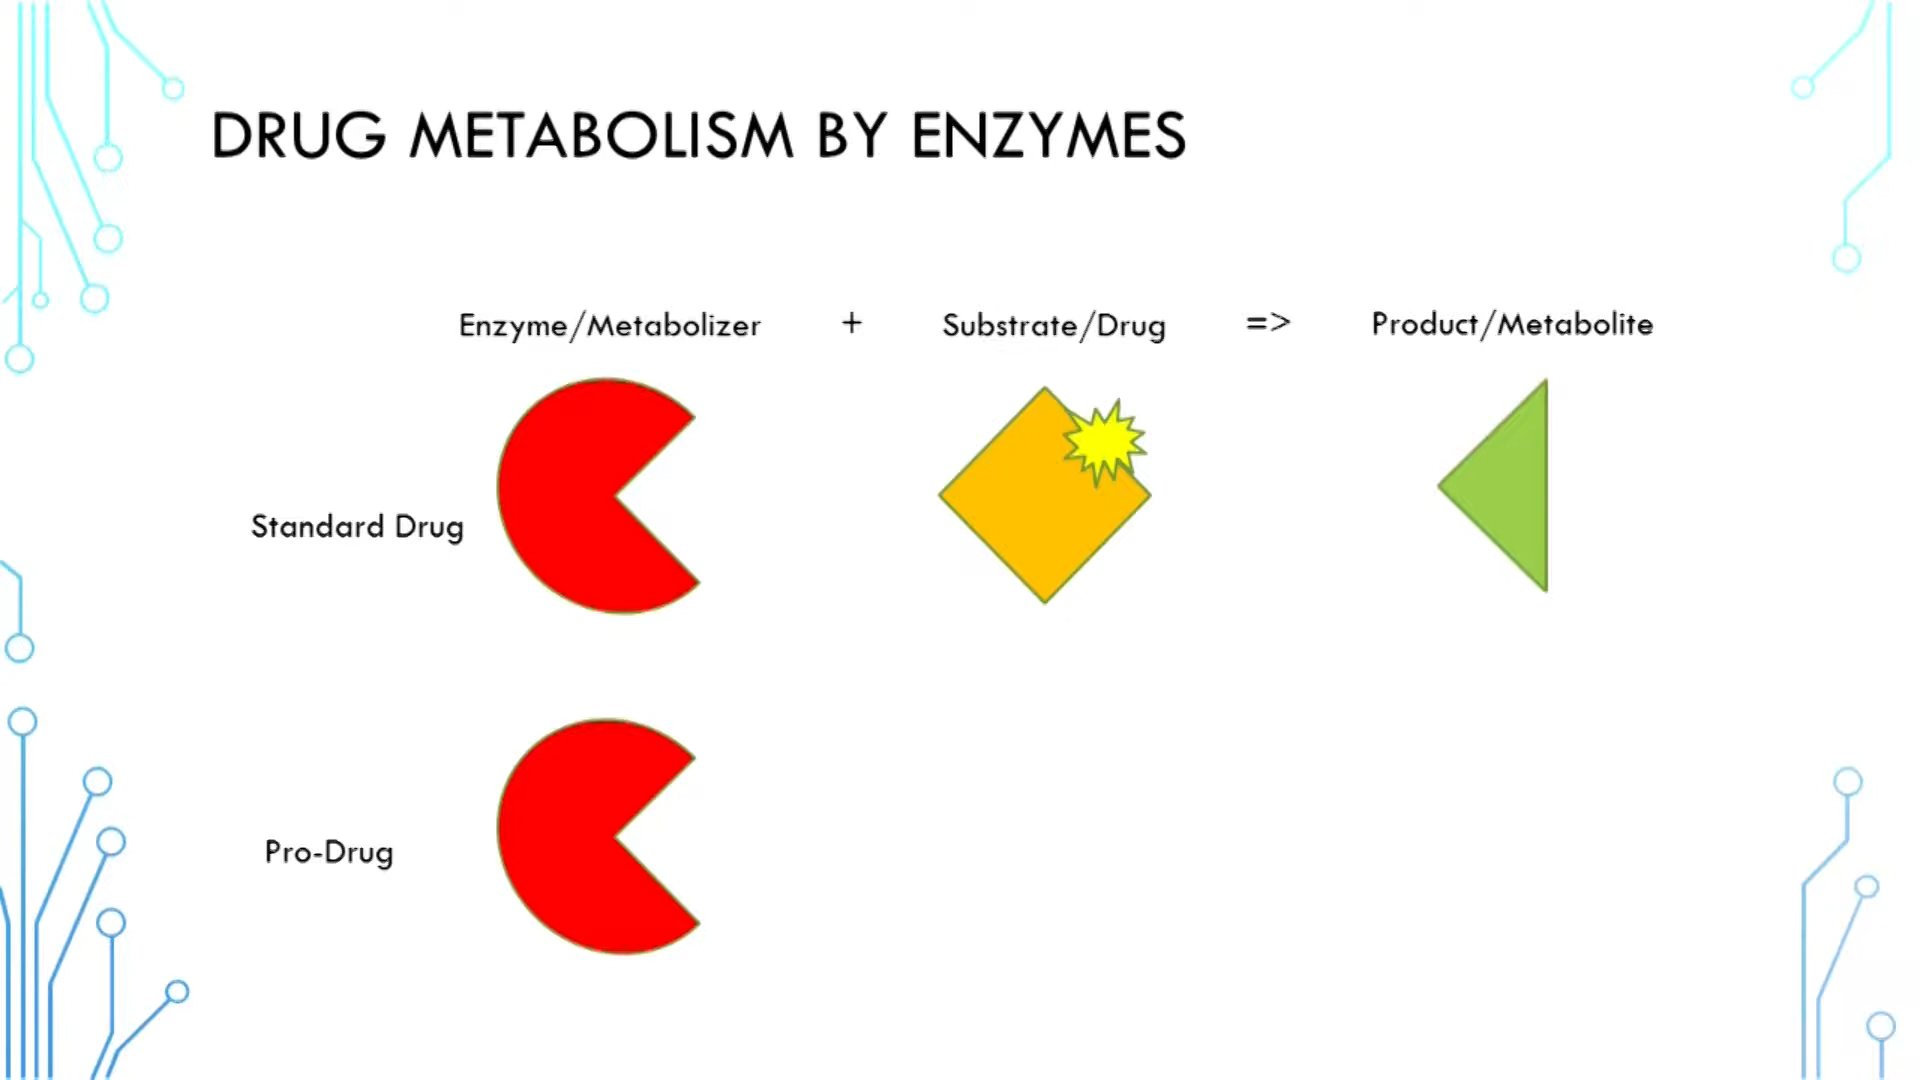 DRUG METABOLISM BY ENZYMES
Enzyme/Metabolizer + Substrate/Drug => Product/Metabolite
Standard Drug
Pro-Drug